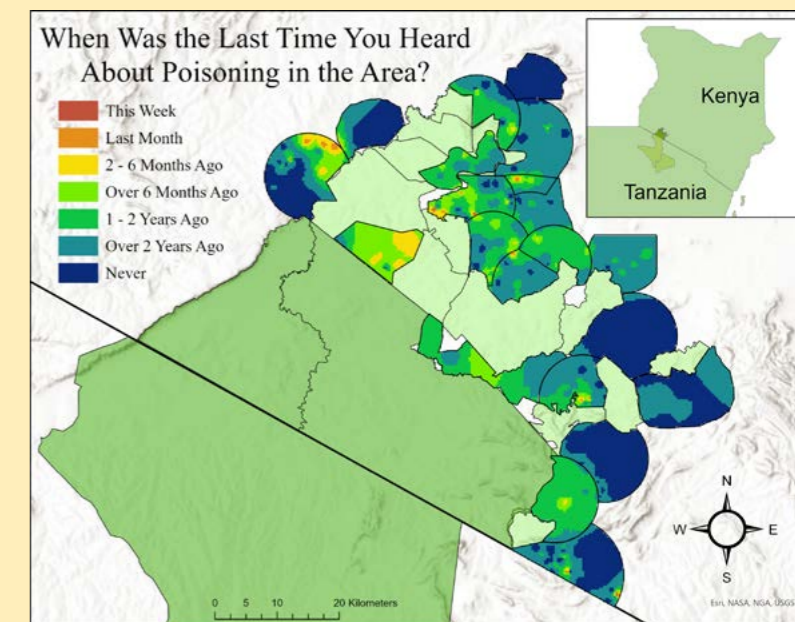 When Was the Last Time You Heard
About Poisoning in the Area?
This Week
Last Month
2 - 6 Months Ago
Over 6 Months Ago
1 - 2 Years Ago
Over 2 Years Ago
Never
Kenya
Tanzania
N
W
E
S
0 5 10 20 Kilometers
Esri, NASA, NGA, USGS